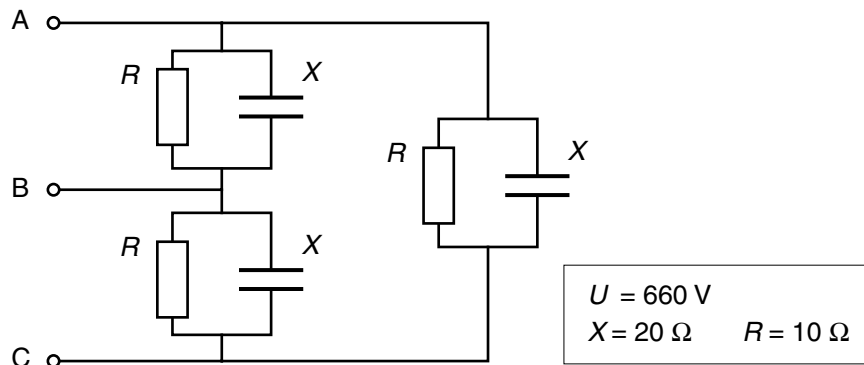 A
R
X
R
X
B
R
X
C
U = 660 V
X = 20 Ω R = 10 Ω